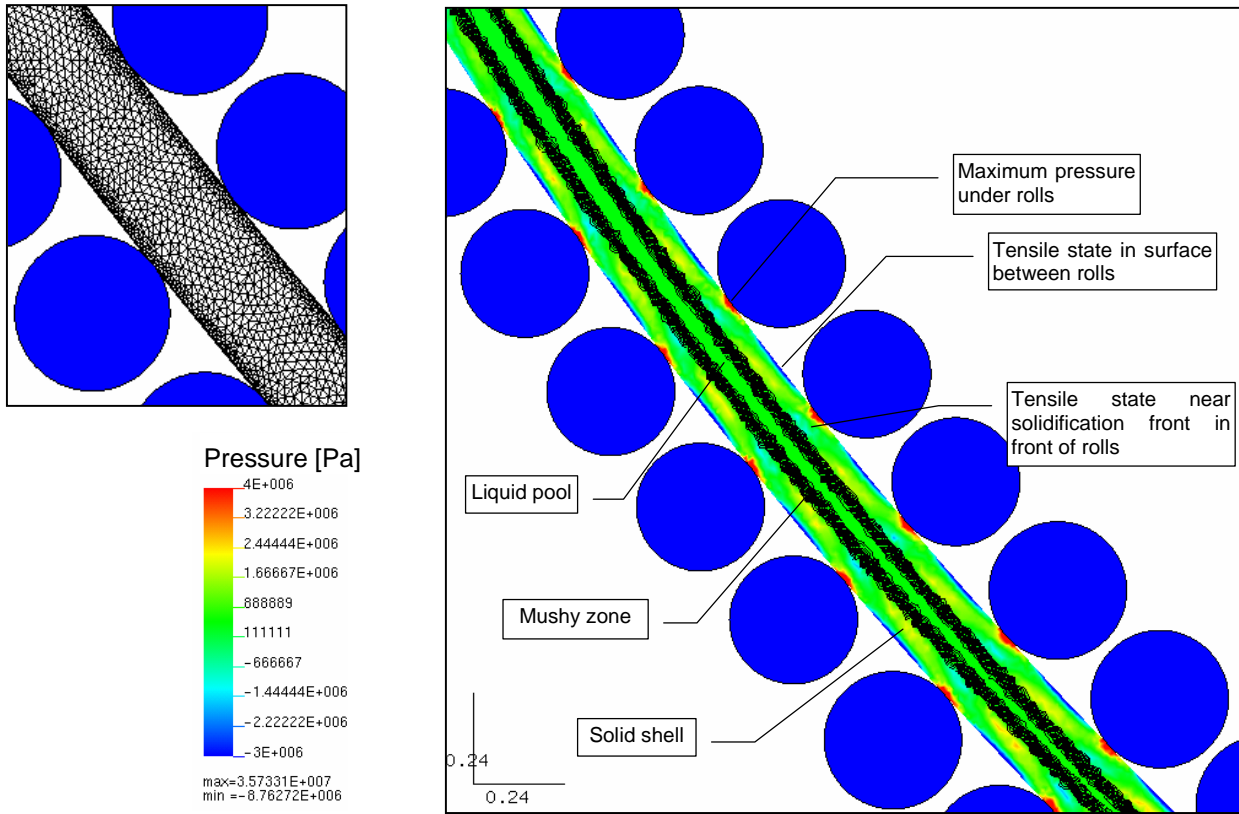 Maximum pressure
under rolls
Tensile state in surface
between rolls
Tensile state near
solidification front in
front of rolls
Liquid pool
Mushy zone
Solid shell
0.24
0.24
Pressure [Pa]
4E+006
3.22222E+006
2.44444E+006
1.66667E+006
888889
111111
-666667
-1.44444E+006
-2.22222E+006
-3E+006
max=3.57331E+007
min =-8.76272E+006